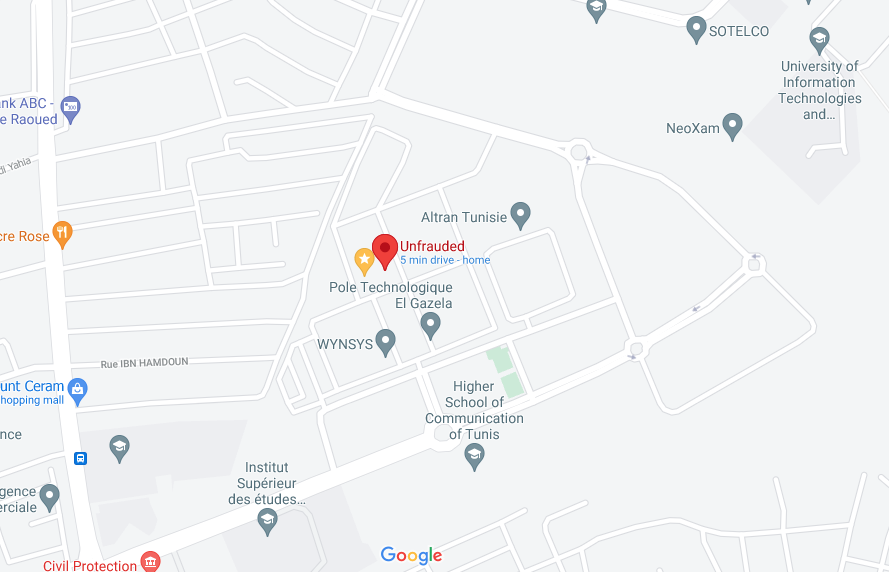 SOTELCO
University of
Information
Technologies
and...
ank ABC -
e Raoued
NeoXam
di Yahia
Altran Tunisie
cre Rose
Unfrauded
5 min drive - home
Pole Technologique
El Gazela
WYNSYS
Rue IBN HAMDOUN
unt Ceram
hopping mall
Higher
School of
Communication
of Tunis
nce
Institut
Supérieur
des études...
gence
erciale
Google
Civil Protection